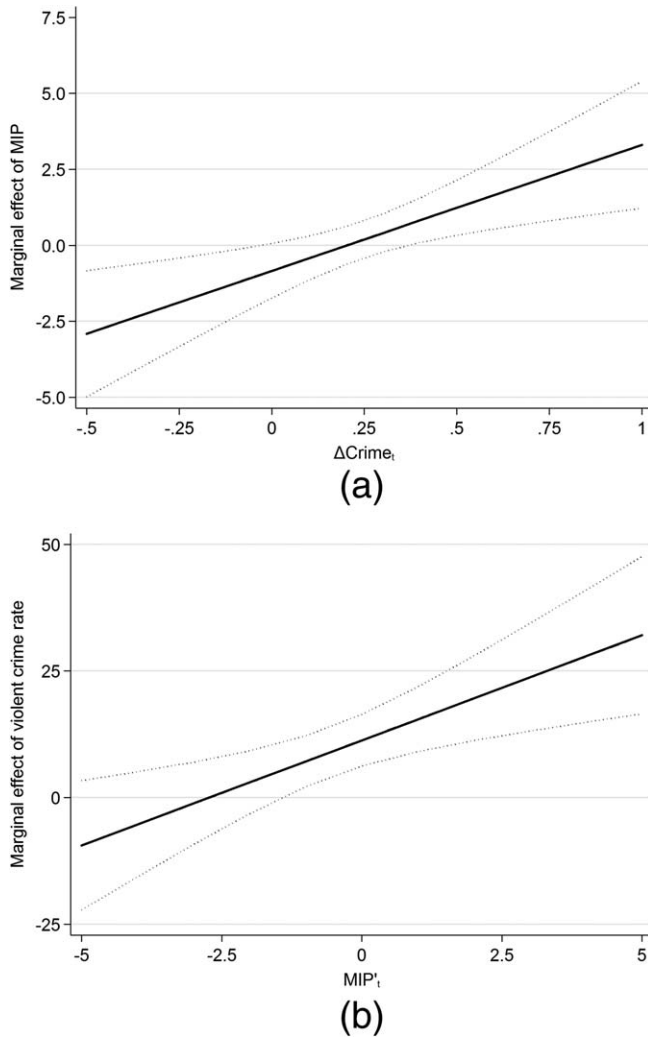 7.5
5.0
2.5
0.0
-2.5
-5.0
Marginal effect of MIP
-.5 -.25 0 .25 .5 .75 1
ΔCrimeₜ
(a)
50
25
0
-25
Marginal effect of violent crime rate
-5 -2.5 0 2.5 5
MIP'ₜ
(b)